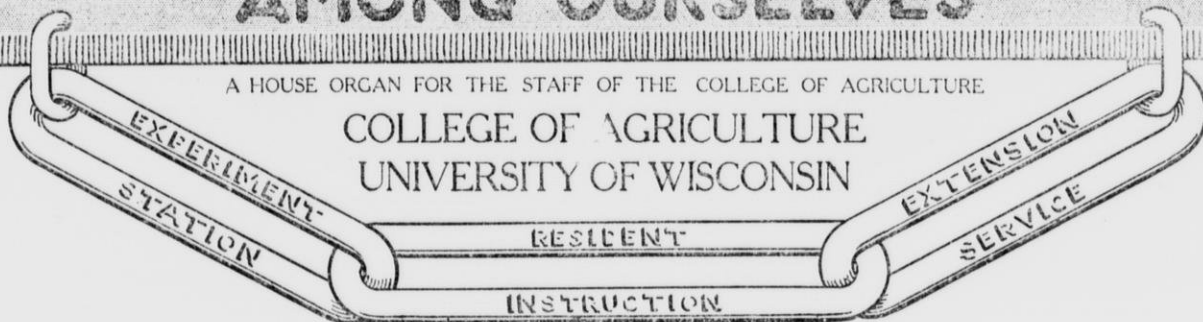 AMONG OURSELVES
A HOUSE ORGAN FOR THE STAFF OF THE COLLEGE OF AGRICULTURE
COLLEGE OF AGRICULTURE
UNIVERSITY OF WISCONSIN
EXPERIMENT
STATION
RESIDENT
INSTRUCTION
EXTENSION
SERVICE